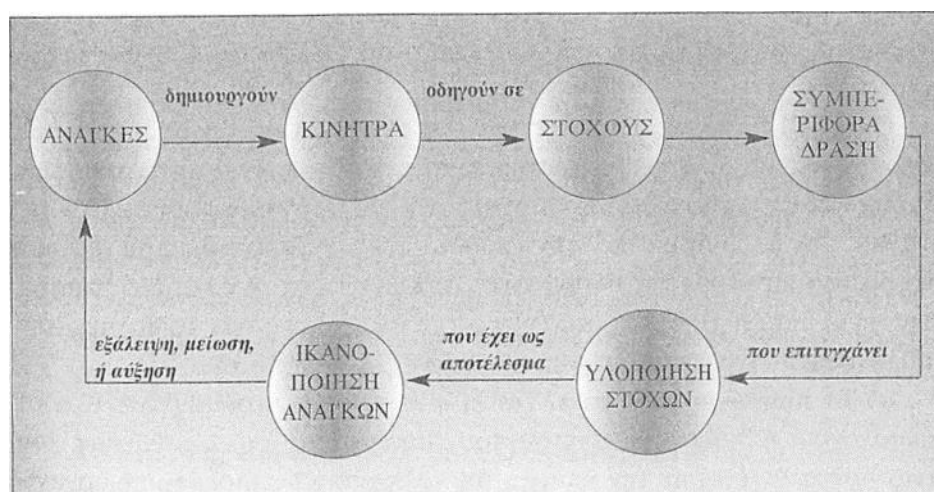 ΑΝΑΓΚΕΣ
δημιουργούν
ΚΙΝΗΤΡΑ
οδηγούν σε
ΣΤΟΧΟΥΣ
ΣΥΜΠΕ-
ΡΙΦΟΡΑ
ΔΡΑΣΗ
που επιτυγχάνει
ΥΛΟΠΟΙΗΣΗ
ΣΤΟΧΩΝ
που έχει ως
αποτέλεσμα
ΙΚΑΝΟ-
ΠΟΙΗΣΗ
ΑΝΑΓΚΩΝ
εξάλειψη, μείωση,
ή αύξηση